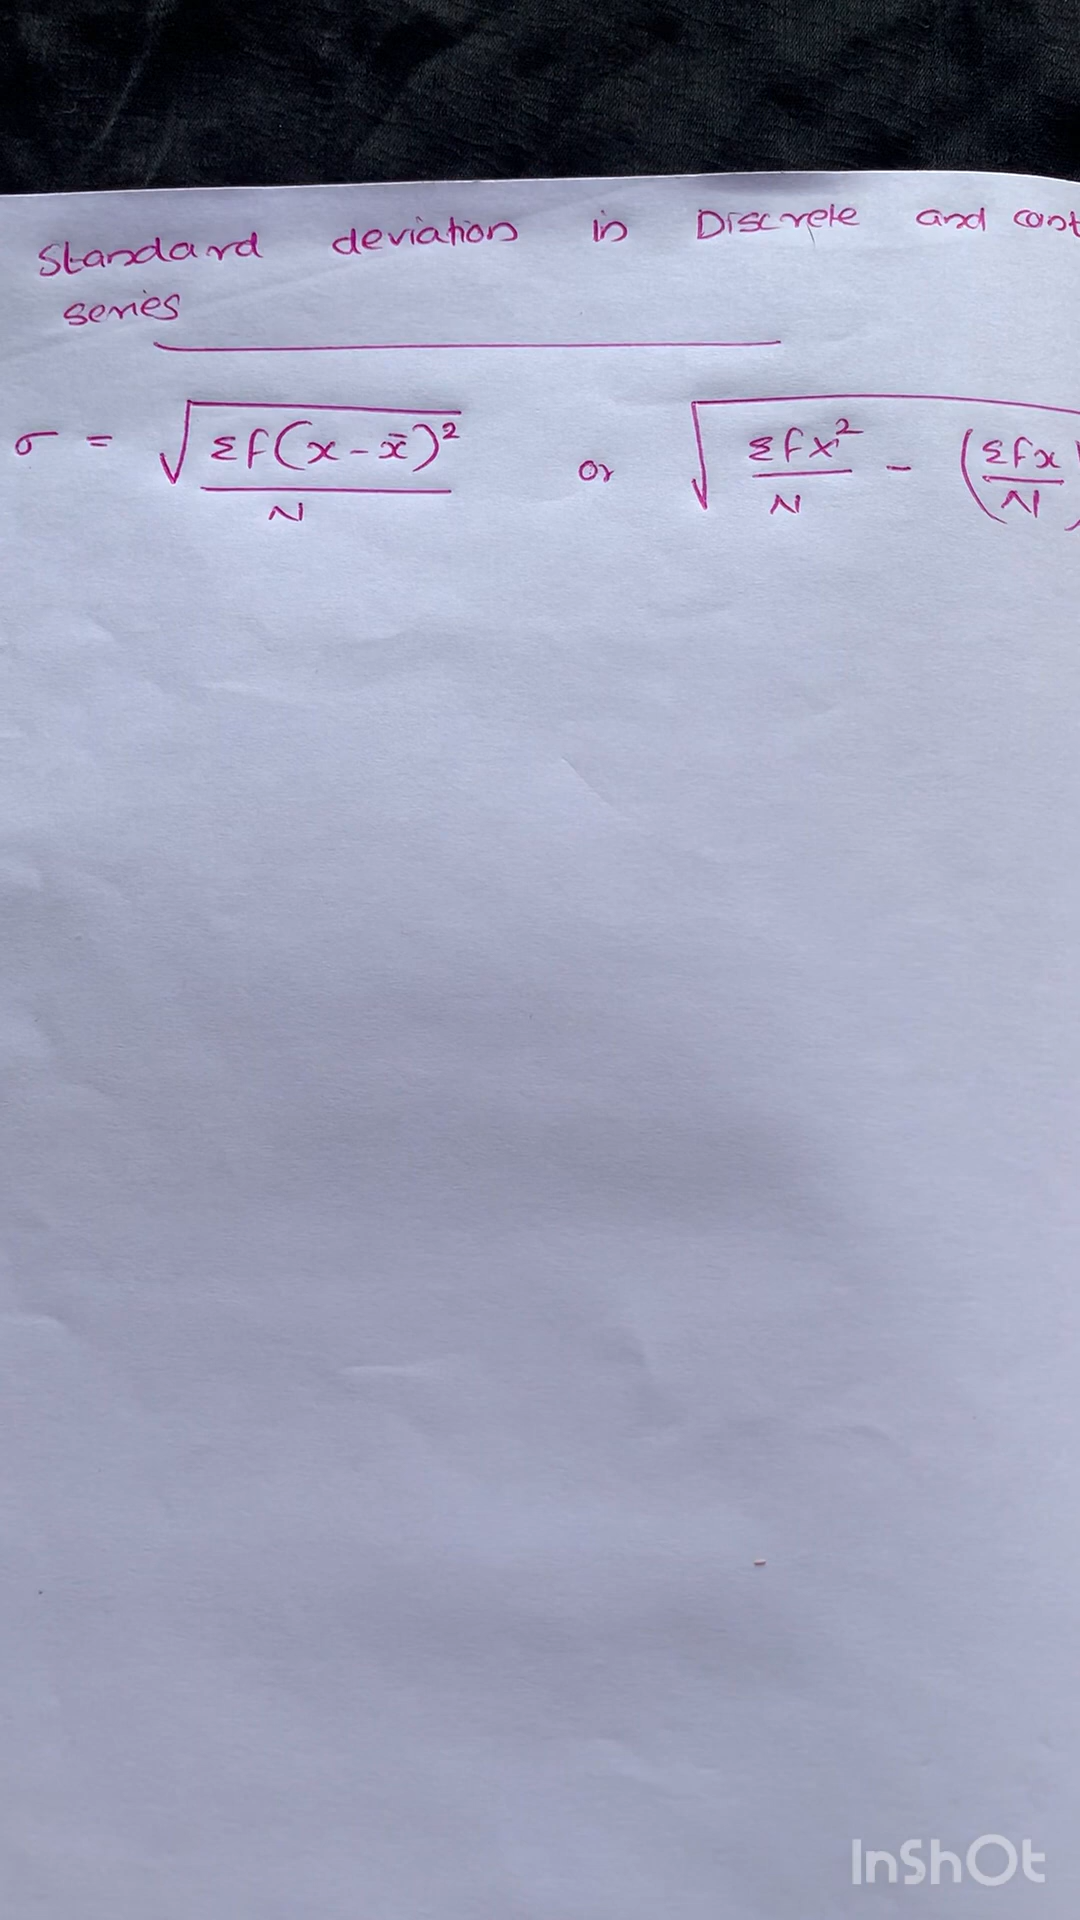 Standard deviation in Discrete and cont
series
σ = √Σf(x-x̄)²/N or √Σfx²/N - (Σfx/N)
InShOt